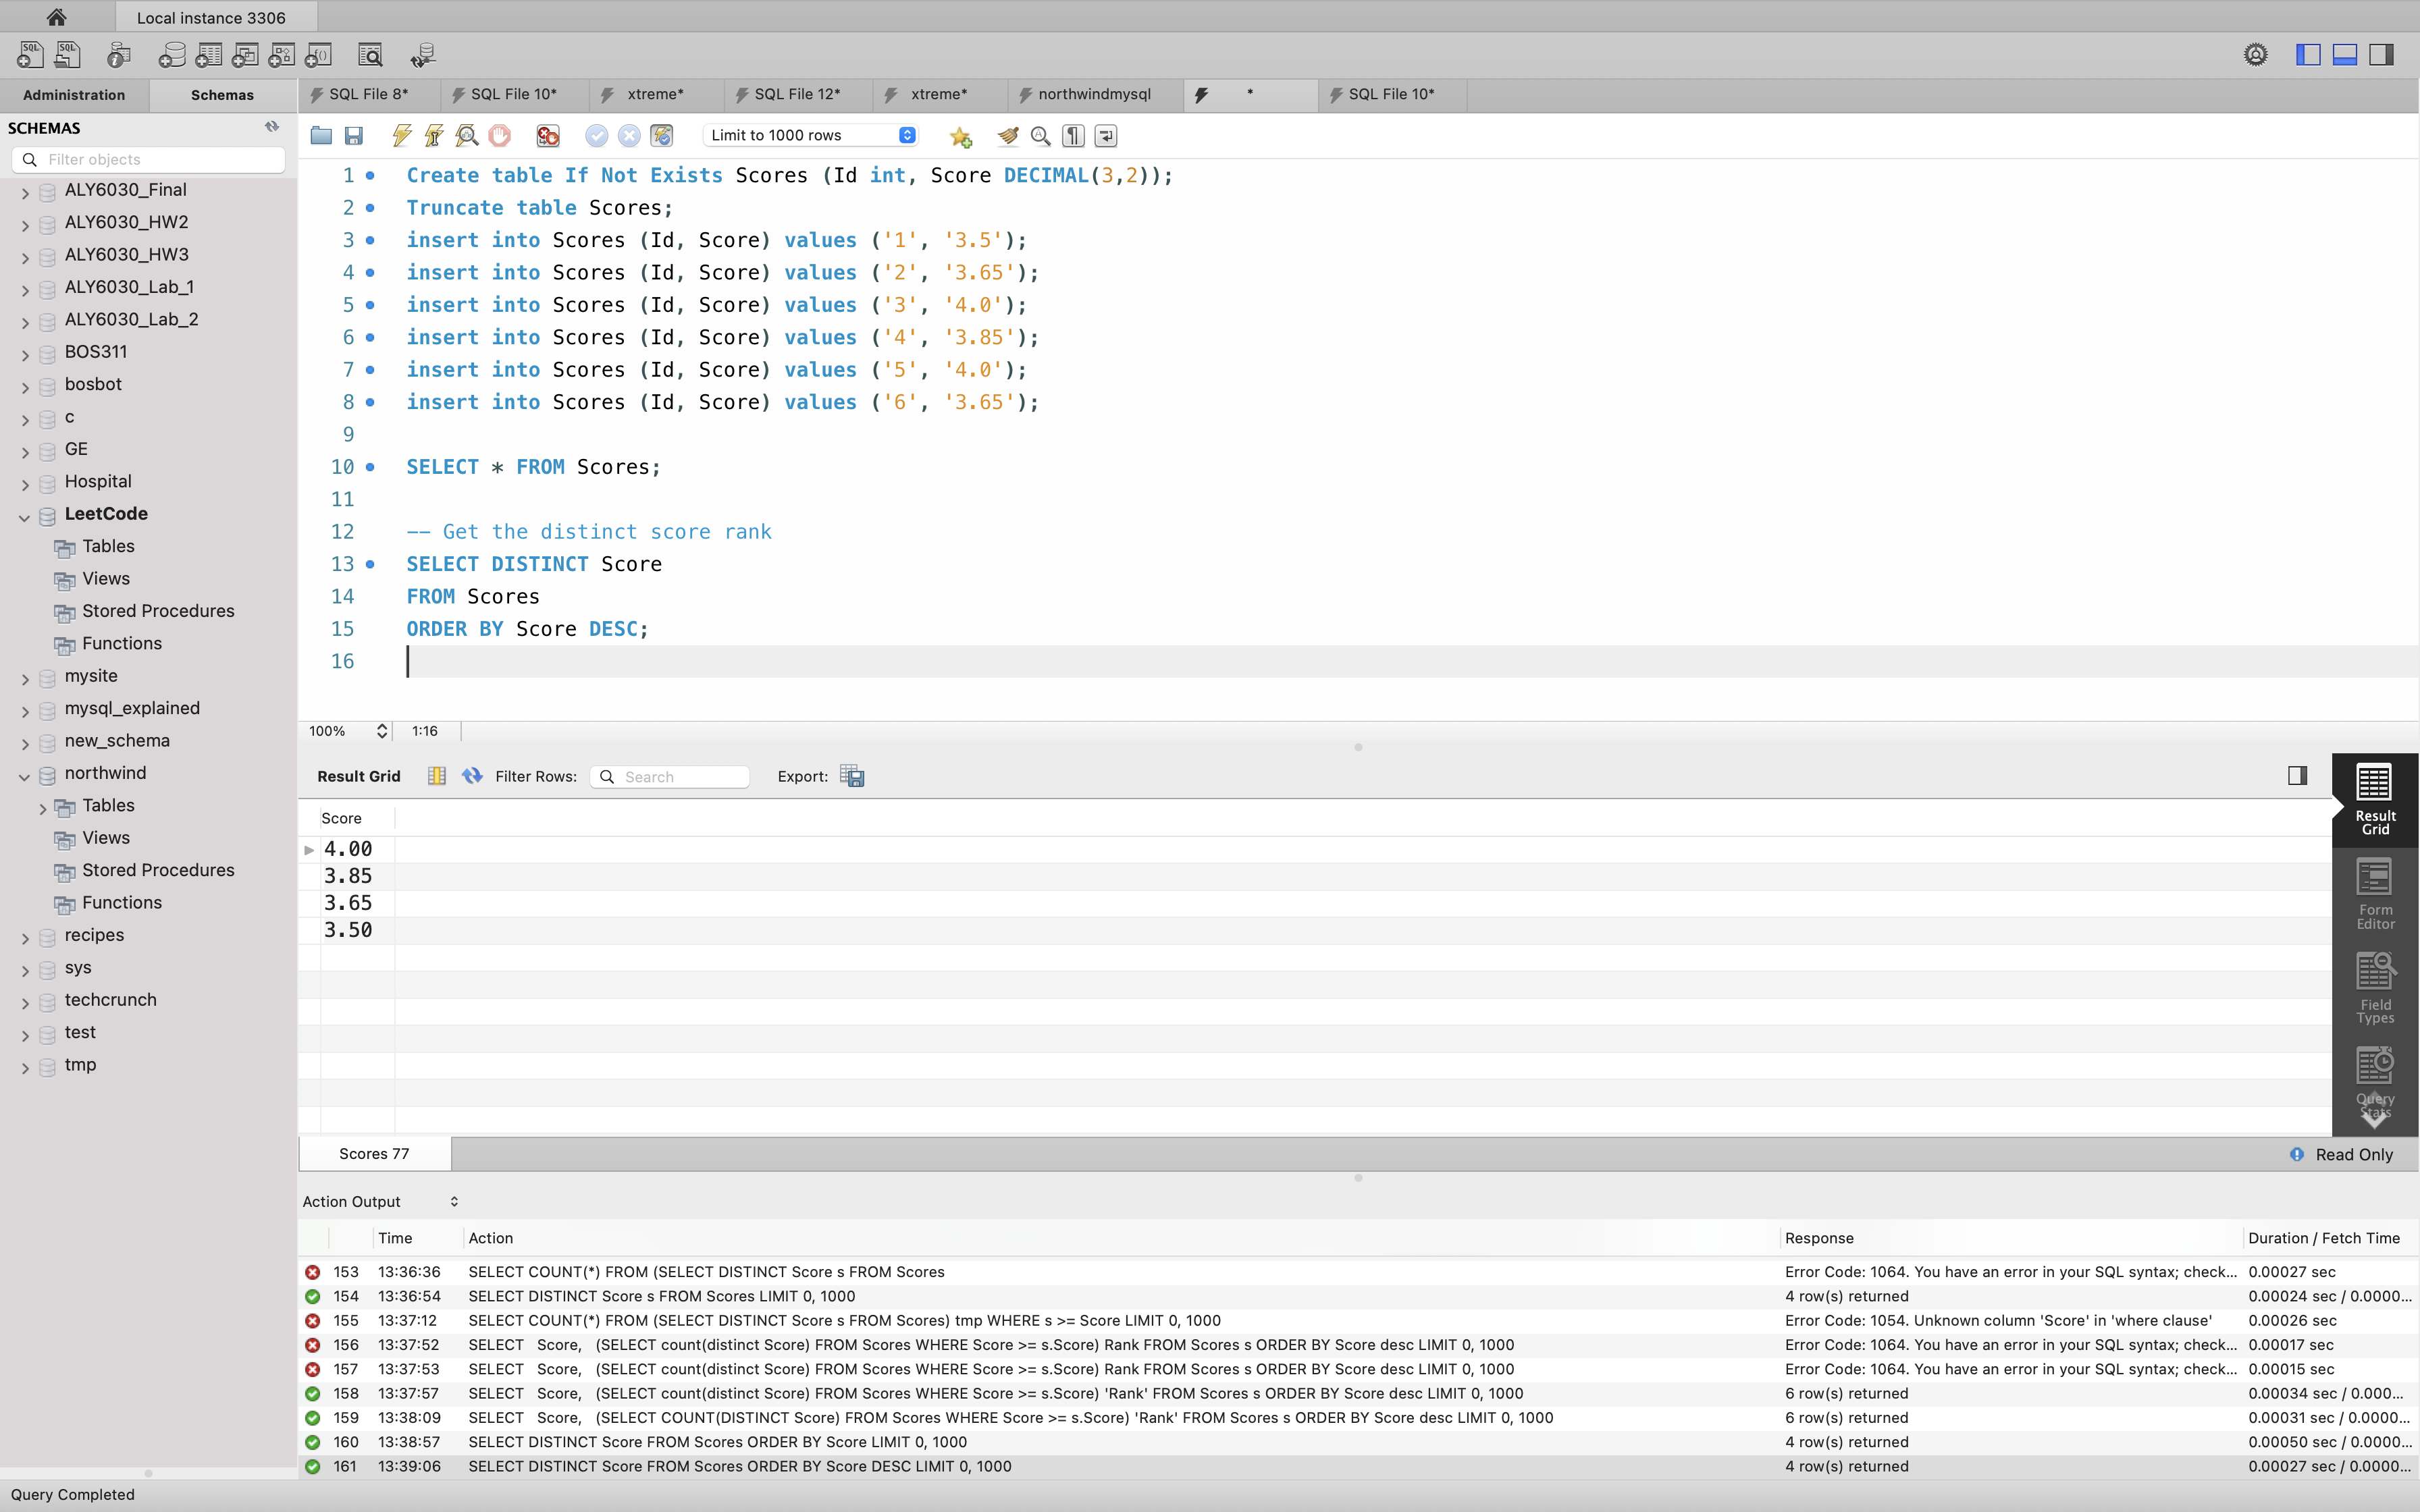 Local instance 3306
Administration Schemas SQL File 8* SQL File 10* xtreme* SQL File 12* xtreme* northwindmysql * SQL File 10*
SCHEMAS
Filter objects
Limit to 1000 rows
ALY6030_Final
ALY6030_HW2
ALY6030_HW3
ALY6030_Lab_1
ALY6030_Lab_2
BOS311
bosbot
c
GE
Hospital
LeetCode
Tables
Views
Stored Procedures
Functions
mysite
mysql_explained
new_schema
northwind
Tables
Views
Stored Procedures
Functions
recipes
sys
techcrunch
test
tmp
1 Create table If Not Exists Scores (Id int, Score DECIMAL(3,2));
2 Truncate table Scores;
3 insert into Scores (Id, Score) values ('1', '3.5');
4 insert into Scores (Id, Score) values ('2', '3.65');
5 insert into Scores (Id, Score) values ('3', '4.0');
6 insert into Scores (Id, Score) values ('4', '3.85');
7 insert into Scores (Id, Score) values ('5', '4.0');
8 insert into Scores (Id, Score) values ('6', '3.65');
9
10 SELECT * FROM Scores;
11
12 -- Get the distinct score rank
13 SELECT DISTINCT Score
14 FROM Scores
15 ORDER BY Score DESC;
16
100% 1:16
Result Grid Filter Rows: Search Export:
Score
4.00
3.85
3.65
3.50
Result
Grid
Form
Editor
Field
Types
Query
Stats
Scores 77 Read Only
Action Output
Time Action Response Duration / Fetch Time
153 13:36:36 SELECT COUNT(*) FROM (SELECT DISTINCT Score s FROM Scores Error Code: 1064. You have an error in your SQL syntax; check... 0.00027 sec
154 13:36:54 SELECT DISTINCT Score s FROM Scores LIMIT 0, 1000 4 row(s) returned 0.00024 sec / 0.0000...
155 13:37:12 SELECT COUNT(*) FROM (SELECT DISTINCT Score s FROM Scores) tmp WHERE s >= Score LIMIT 0, 1000 Error Code: 1054. Unknown column 'Score' in 'where clause' 0.00026 sec
156 13:37:52 SELECT Score, (SELECT count(distinct Score) FROM Scores WHERE Score >= s.Score) Rank FROM Scores s ORDER BY Score desc LIMIT 0, 1000 Error Code: 1064. You have an error in your SQL syntax; check... 0.00017 sec
157 13:37:53 SELECT Score, (SELECT count(distinct Score) FROM Scores WHERE Score >= s.Score) Rank FROM Scores s ORDER BY Score desc LIMIT 0, 1000 Error Code: 1064. You have an error in your SQL syntax; check... 0.00015 sec
158 13:37:57 SELECT Score, (SELECT count(distinct Score) FROM Scores WHERE Score >= s.Score) 'Rank' FROM Scores s ORDER BY Score desc LIMIT 0, 1000 6 row(s) returned 0.00034 sec / 0.000...
159 13:38:09 SELECT Score, (SELECT COUNT(DISTINCT Score) FROM Scores WHERE Score >= s.Score) 'Rank' FROM Scores s ORDER BY Score desc LIMIT 0, 1000 6 row(s) returned 0.00031 sec / 0.0000...
160 13:38:57 SELECT DISTINCT Score FROM Scores ORDER BY Score LIMIT 0, 1000 4 row(s) returned 0.00050 sec / 0.0000...
161 13:39:06 SELECT DISTINCT Score FROM Scores ORDER BY Score DESC LIMIT 0, 1000 4 row(s) returned 0.00027 sec / 0.0000...
Query Completed